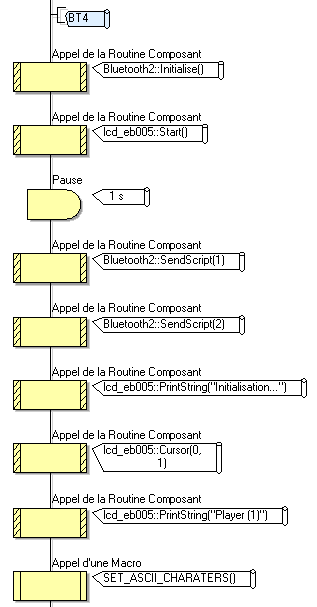 BT4
Appel de la Routine Composant
Bluetooth2::Initialise()
Appel de la Routine Composant
lcd_eb005::Start()
Pause
1 s
Appel de la Routine Composant
Bluetooth2::SendScript(1)
Appel de la Routine Composant
Bluetooth2::SendScript(2)
Appel de la Routine Composant
lcd_eb005::PrintString("Initialisation...")
Appel de la Routine Composant
lcd_eb005::Cursor(0,
1)
Appel de la Routine Composant
lcd_eb005::PrintString("Player (1)")
Appel d'une Macro
SET_ASCII_CHARATERS()